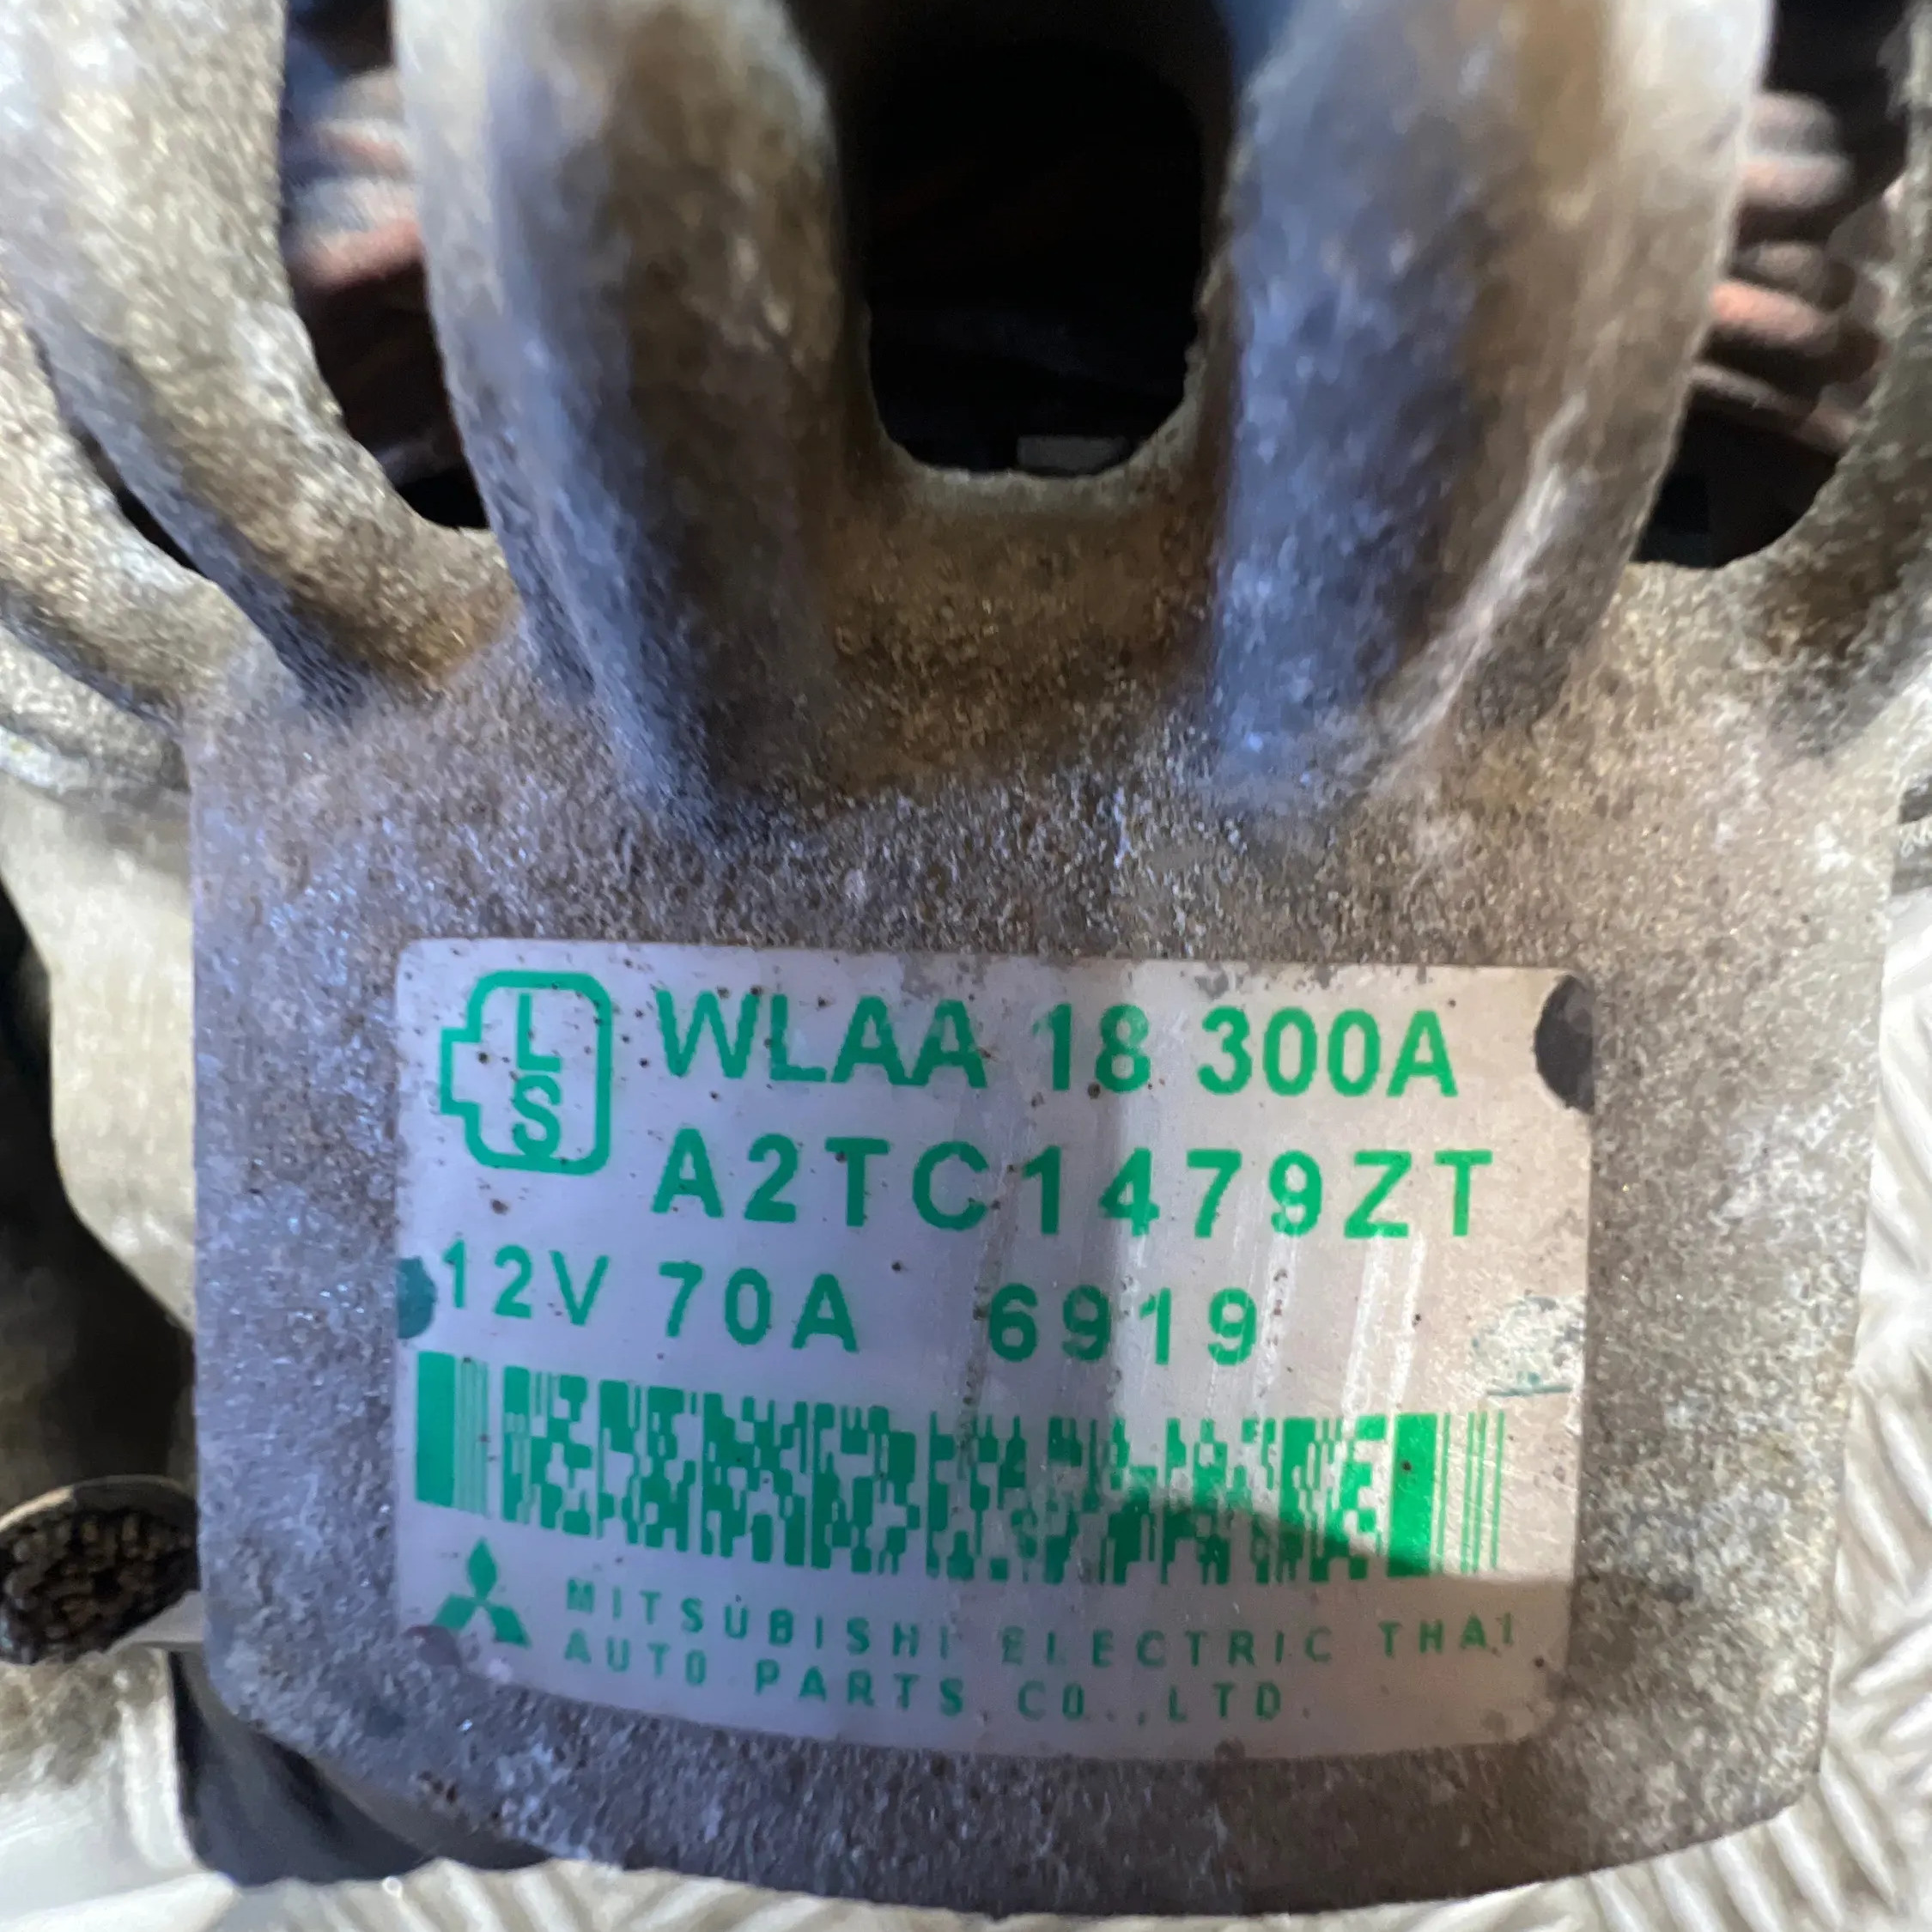 L
S
WLAA 18 300A
A2TC1479ZT
12V 70A 6919
MITSUBISHI ELECTRIC THAI
AUTO PARTS CO.,LTD.